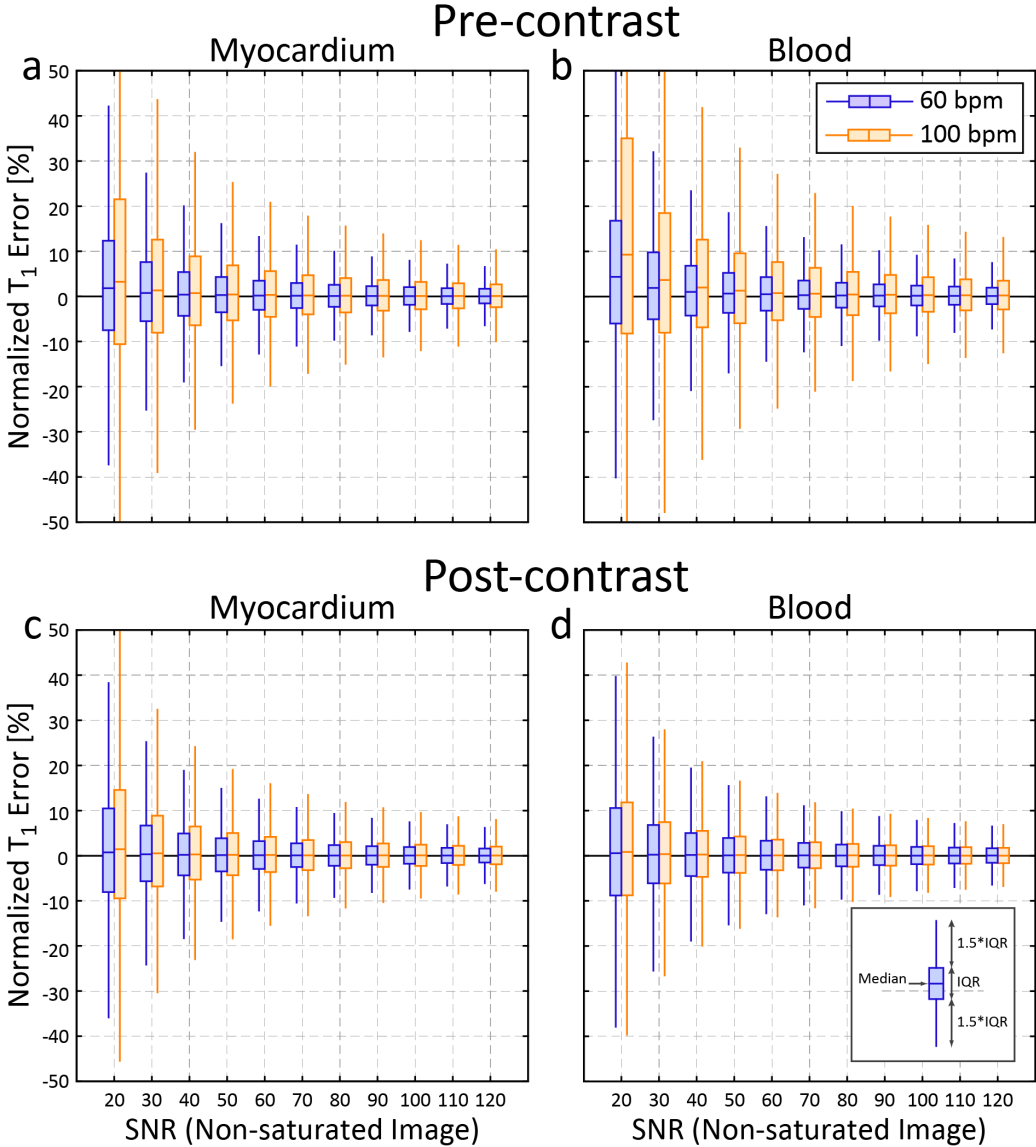 Pre-contrast
Myocardium
Blood
a
b
60 bpm
100 bpm
Normalized T1 Error [%]
50
40
30
20
10
0
-10
-20
-30
-40
-50
Post-contrast
Myocardium
Blood
c
d
Normalized T1 Error [%]
50
40
30
20
10
0
-10
-20
-30
-40
-50
1.5*IQR
Median
IQR
1.5*IQR
20 30 40 50 60 70 80 90 100 110 120
20 30 40 50 60 70 80 90 100 110 120
SNR (Non-saturated Image)
SNR (Non-saturated Image)